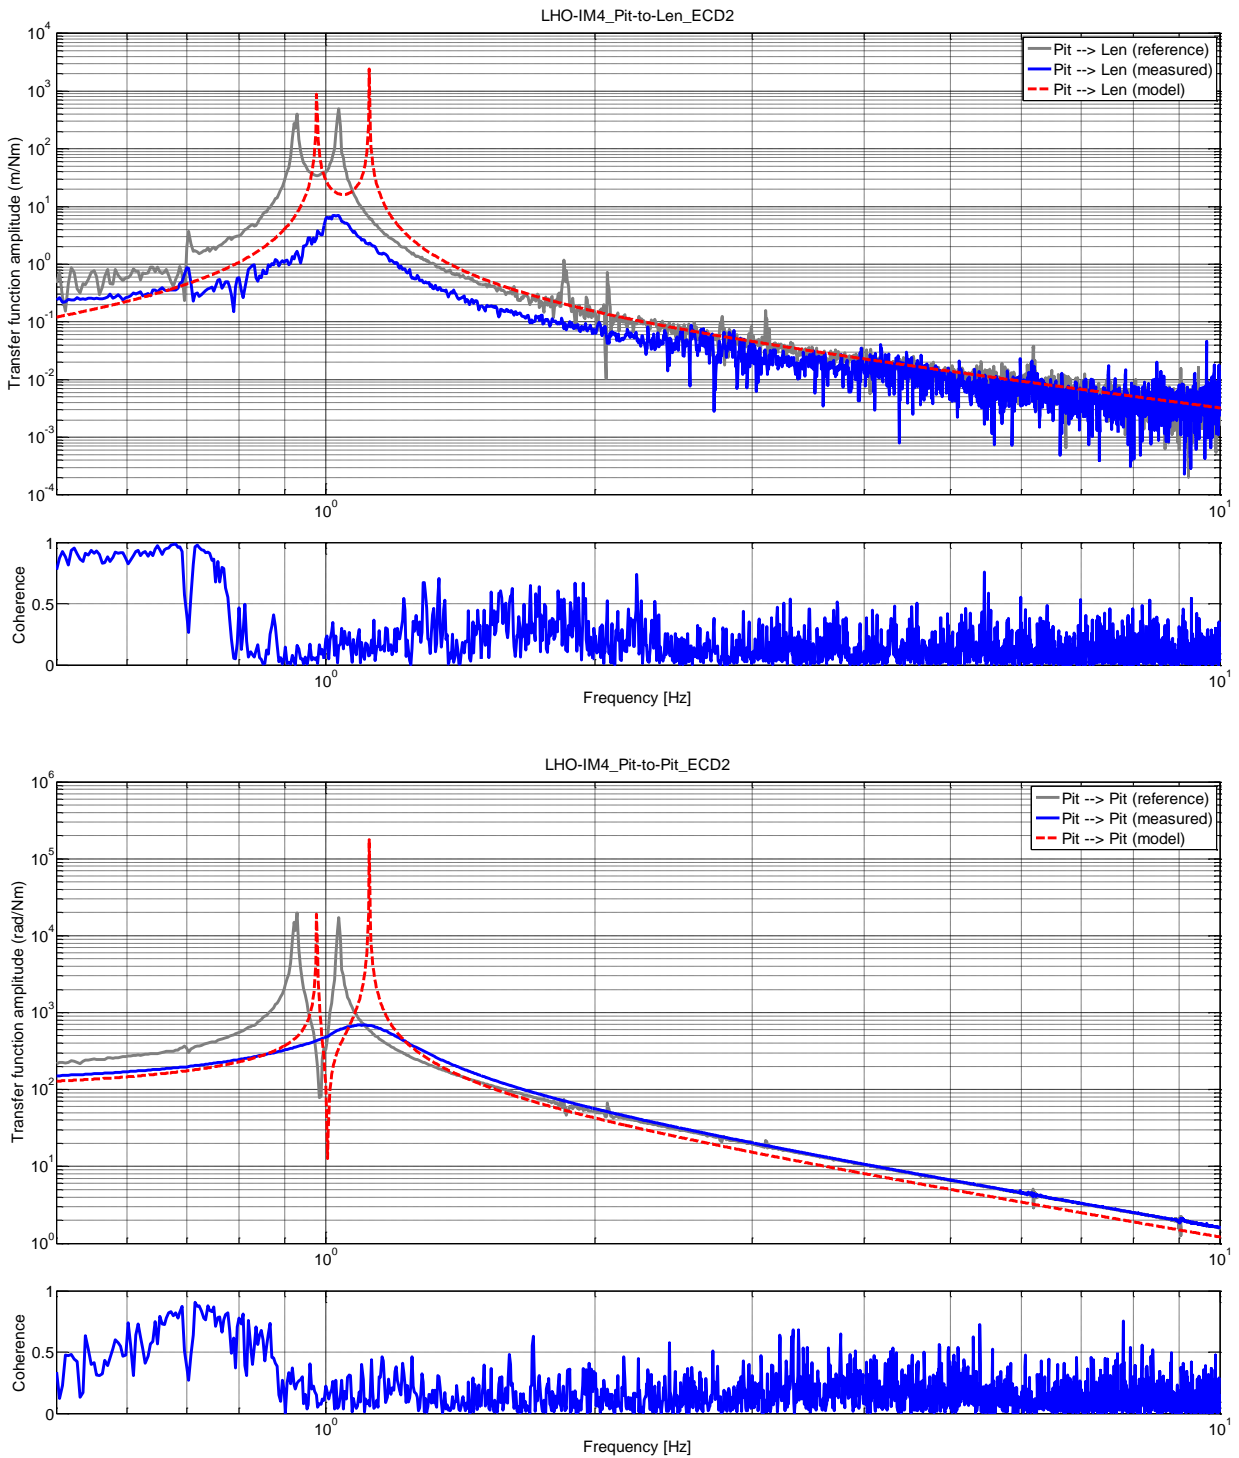 LHO-IM4_Pit-to-Len_ECD2
Transfer function amplitude (m/Nm)
10^4
10^3
10^2
10^1
10^0
10^-1
10^-2
10^-3
10^-4
Pit --> Len (reference)
Pit --> Len (measured)
Pit --> Len (model)
10^0
10^1
Coherence
1
0.5
0
10^0
10^1
Frequency [Hz]
LHO-IM4_Pit-to-Pit_ECD2
Transfer function amplitude (rad/Nm)
10^6
10^5
10^4
10^3
10^2
10^1
10^0
Pit --> Pit (reference)
Pit --> Pit (measured)
Pit --> Pit (model)
10^0
10^1
Coherence
1
0.5
0
10^0
10^1
Frequency [Hz]